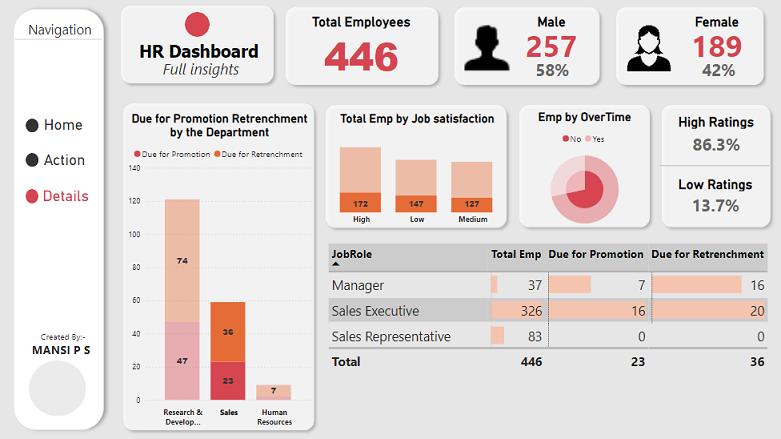 Navigation
Home
Action
Details
Created By:-
MANSI P S
HR Dashboard
Full insights
Total Employees
446
Male
257
58%
Female
189
42%
Due for Promotion Retrenchment
by the Department
Due for Promotion Due for Retrenchment
140
120
100
80
60
40
20
0
74
47
36
23
7
Research &
Develop...
Sales
Human
Resources
Total Emp by Job satisfaction
172 147 127
High Low Medium
Emp by OverTime
No Yes
High Ratings
86.3%
Low Ratings
13.7%
JobRole Total Emp Due for Promotion Due for Retrenchment
Manager 37 7 16
Sales Executive 326 16 20
Sales Representative 83 0 0
Total 446 23 36